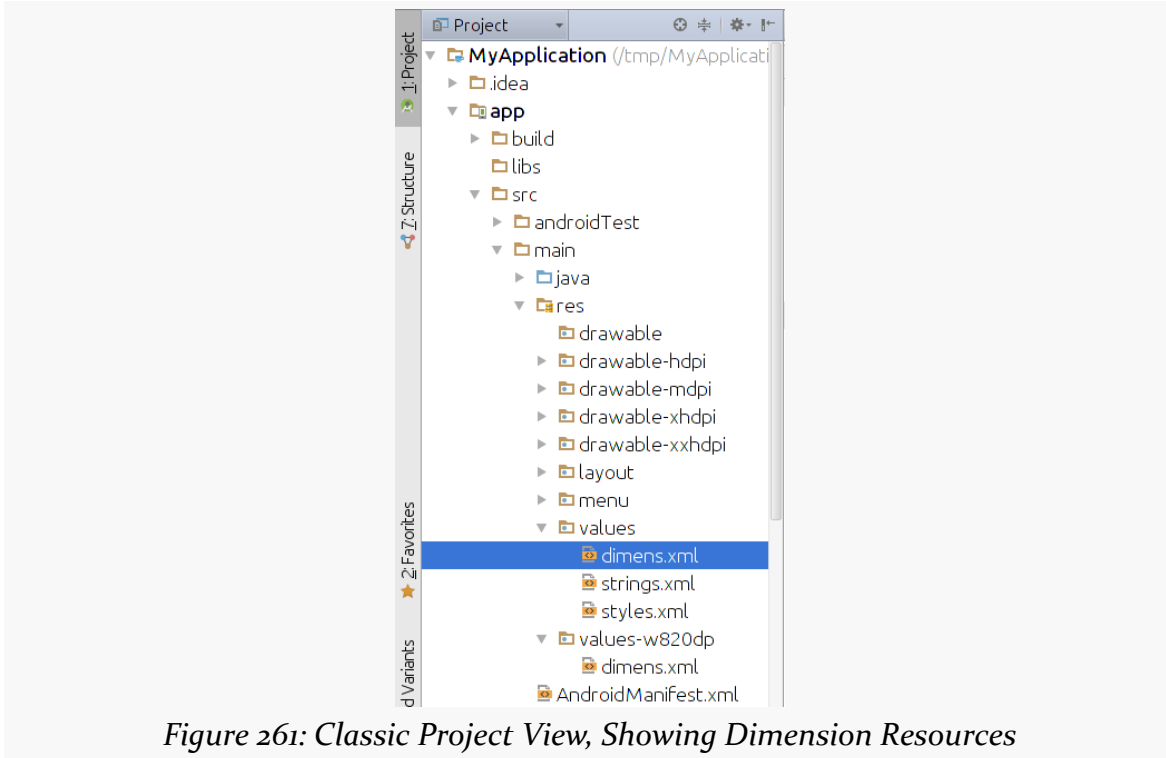 Project
MyApplication (/tmp/MyApplicati
.idea
app
build
libs
src
androidTest
main
java
res
drawable
drawable-hdpi
drawable-mdpi
drawable-xhdpi
drawable-xxhdpi
layout
menu
values
dimens.xml
strings.xml
styles.xml
values-w820dp
dimens.xml
AndroidManifest.xml
1: Project
7: Structure
2: Favorites
d Variants
Figure 261: Classic Project View, Showing Dimension Resources